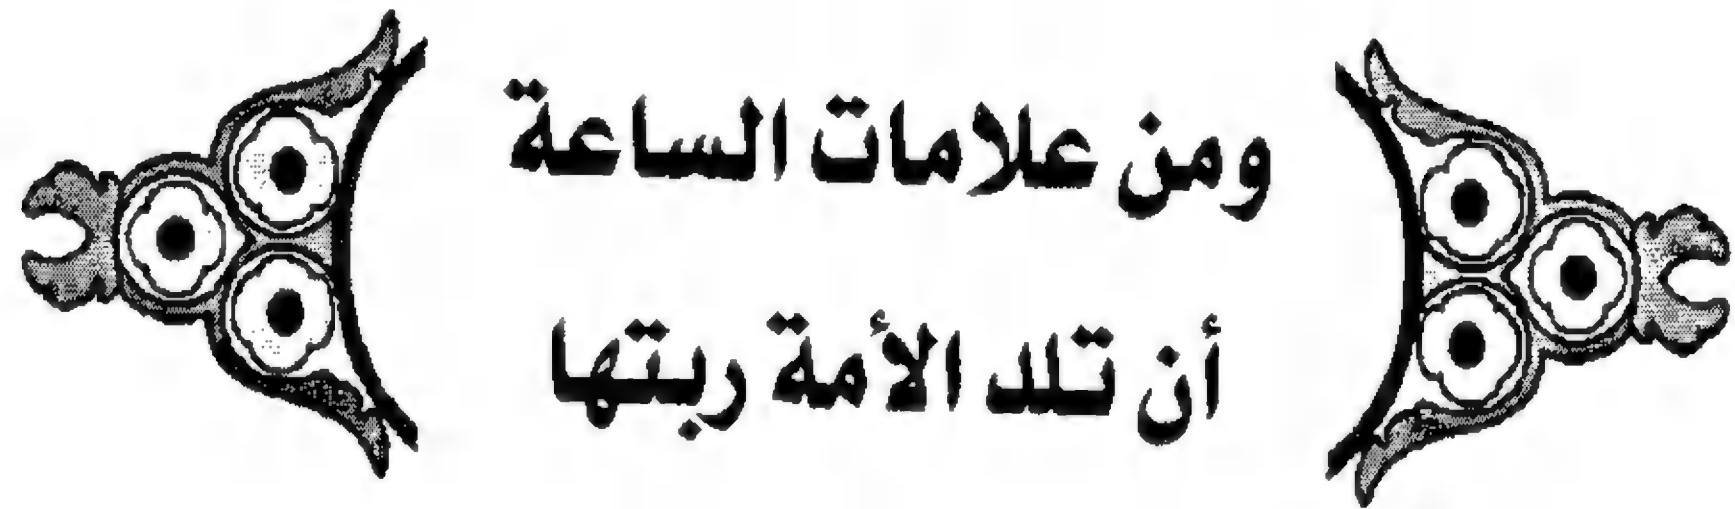 ومن علامات الساعة
أن تلد الأمة ربتها